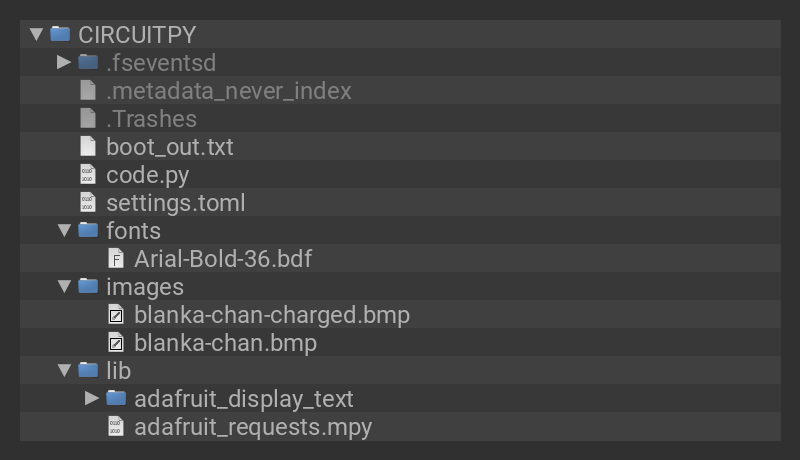 CIRCUITPY
.fseventsd
.metadata_never_index
.Trashes
boot_out.txt
code.py
settings.toml
fonts
Arial-Bold-36.bdf
images
blanka-chan-charged.bmp
blanka-chan.bmp
lib
adafruit_display_text
adafruit_requests.mpy